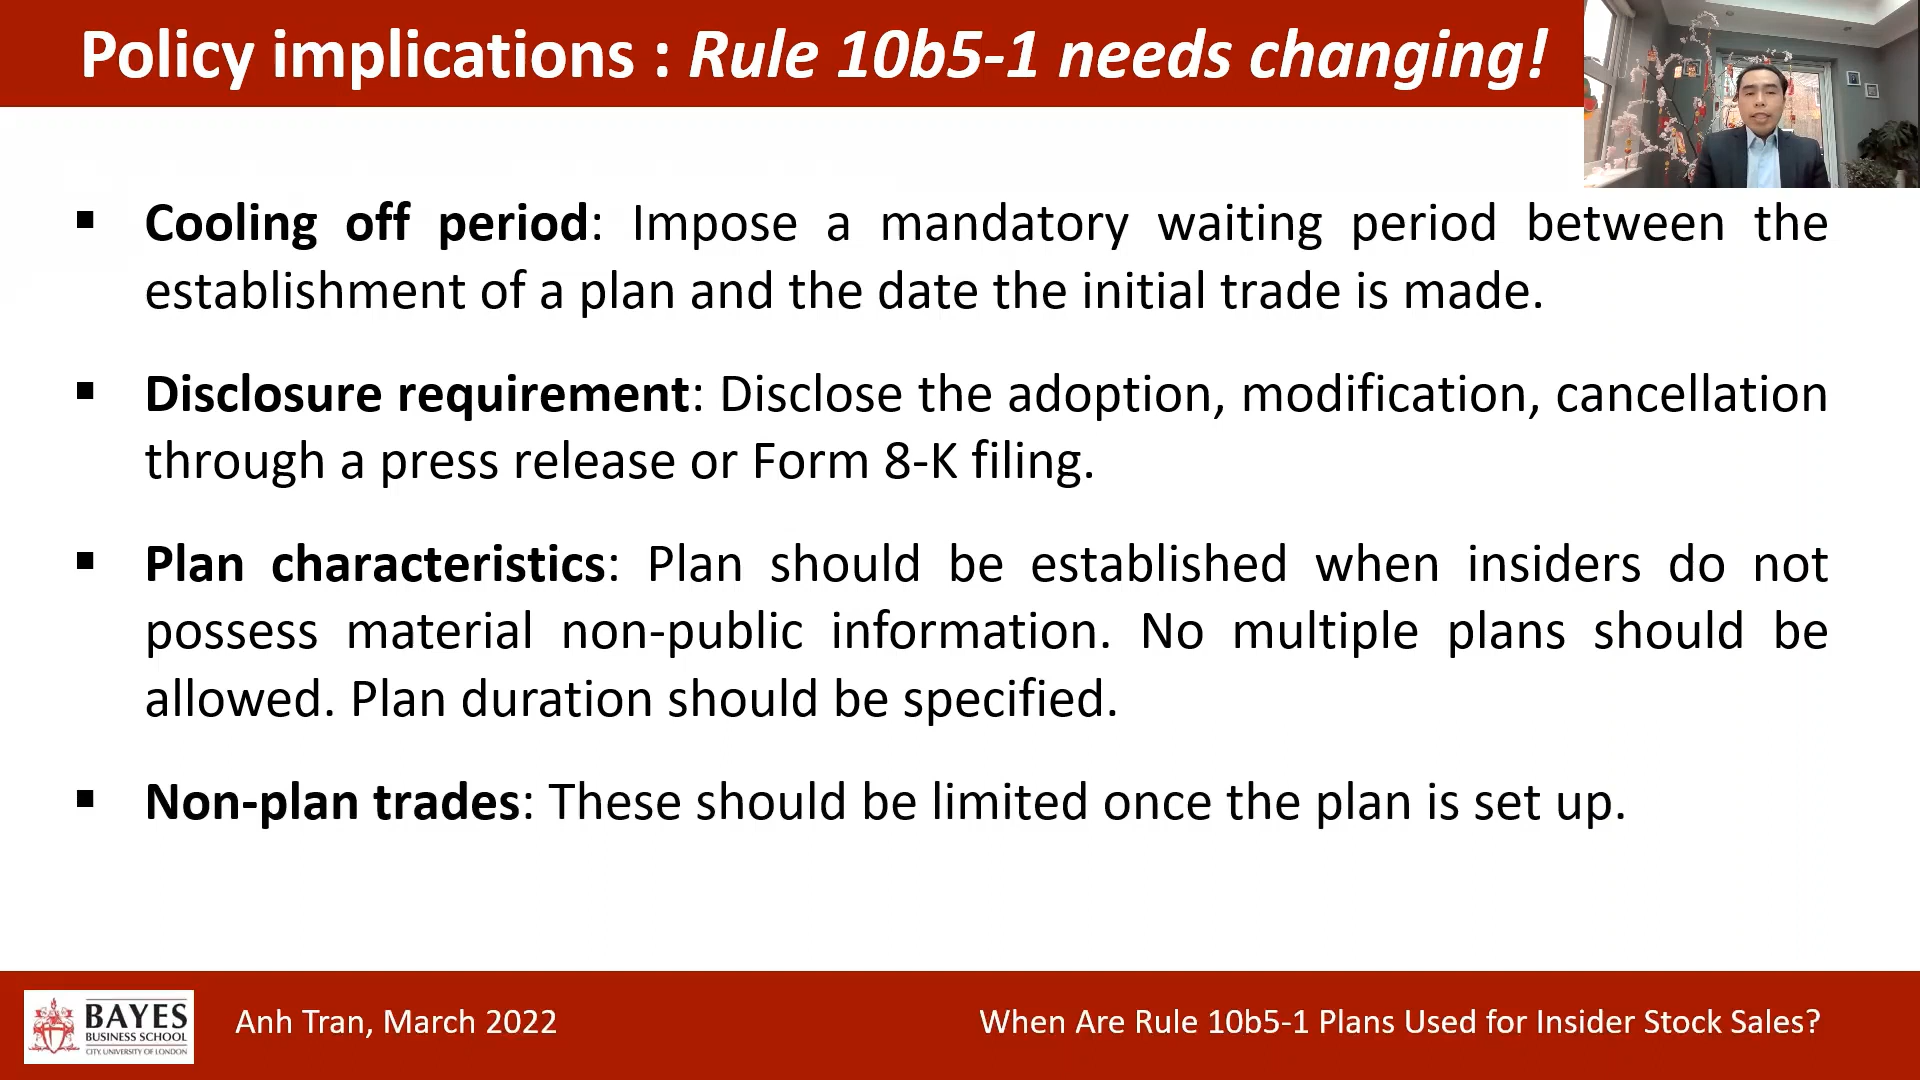 Policy implications : Rule 10b5-1 needs changing!
▪ Cooling off period: Impose a mandatory waiting period between the
establishment of a plan and the date the initial trade is made.
▪ Disclosure requirement: Disclose the adoption, modification, cancellation
through a press release or Form 8-K filing.
▪ Plan characteristics: Plan should be established when insiders do not
possess material non-public information. No multiple plans should be
allowed. Plan duration should be specified.
▪ Non-plan trades: These should be limited once the plan is set up.
BAYES
BUSINESS SCHOOL
CITY, UNIVERSITY OF LONDON
Anh Tran, March 2022
When Are Rule 10b5-1 Plans Used for Insider Stock Sales?